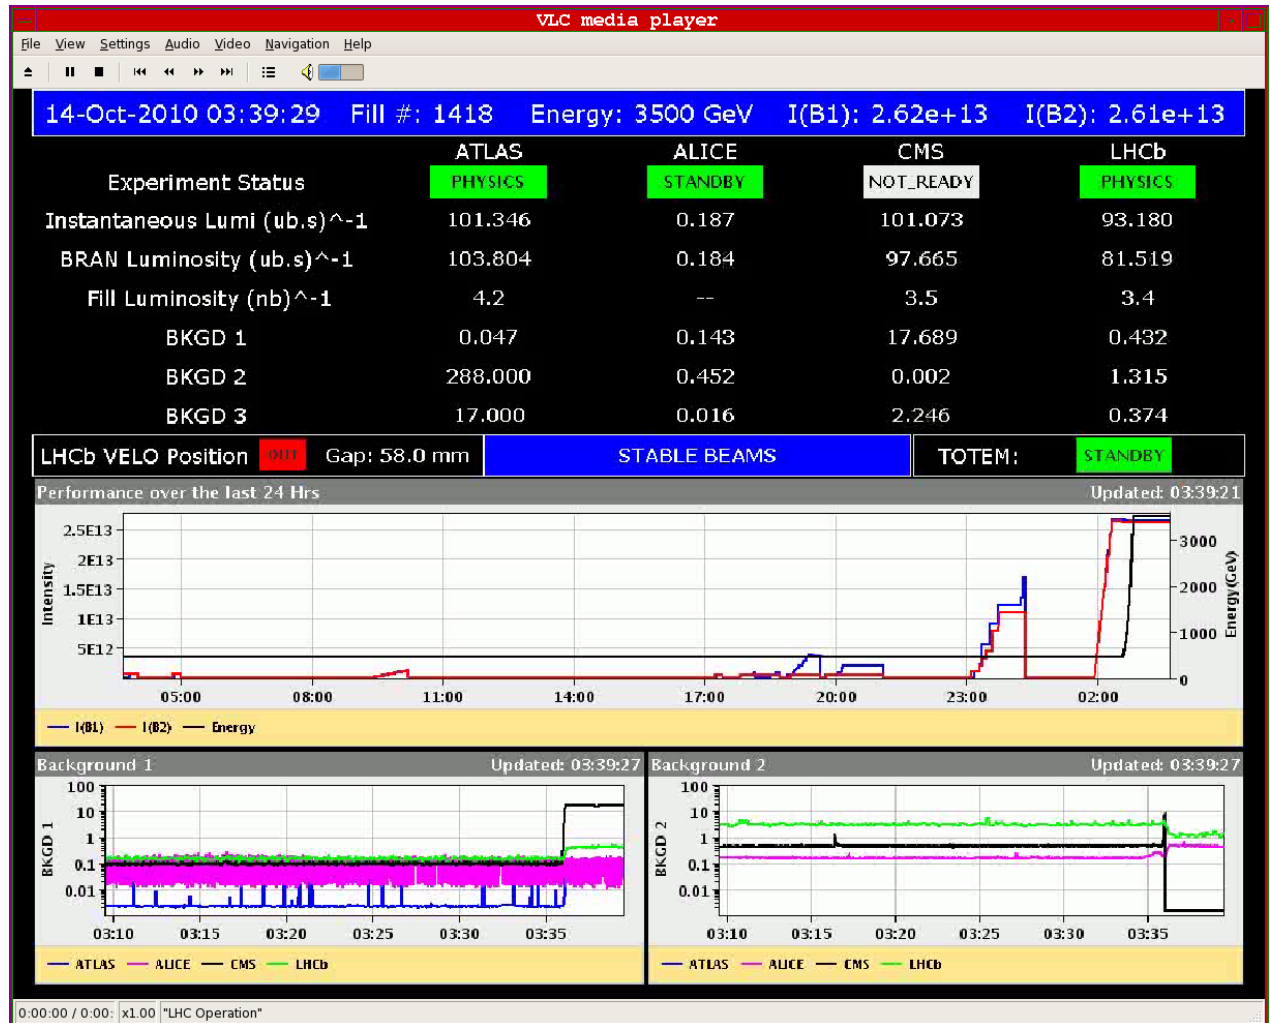 VLC media player
File View Settings Audio Video Navigation Help
14-Oct-2010 03:39:29 Fill #: 1418 Energy: 3500 GeV I(B1): 2.62e+13 I(B2): 2.61e+13
ATLAS ALICE CMS LHCb
Experiment Status PHYSICS STANDBY NOT_READY PHYSICS
Instantaneous Lumi (ub.s)^-1 101.346 0.187 101.073 93.180
BRAN Luminosity (ub.s)^-1 103.804 0.184 97.665 81.519
Fill Luminosity (nb)^-1 4.2 -- 3.5 3.4
BKGD 1 0.047 0.143 17.689 0.432
BKGD 2 288.000 0.452 0.002 1.315
BKGD 3 17.000 0.016 2.246 0.374
LHCb VELO Position OUT Gap: 58.0 mm STABLE BEAMS TOTEM: STANDBY
Performance over the last 24 Hrs Updated: 03:39:21
2.5E13
2E13
1.5E13
1E13
5E12
Intensity
3000
2000
1000
0
Energy(GeV)
05:00 08:00 11:00 14:00 17:00 20:00 23:00 02:00
I(B1) I(B2) Energy
Background 1 Updated: 03:39:27
100
10
1
0.1
0.01
BKGD 1
03:10 03:15 03:20 03:25 03:30 03:35
ATLAS ALICE CMS LHCb
Background 2 Updated: 03:39:27
100
10
1
0.1
0.01
BKGD 2
03:10 03:15 03:20 03:25 03:30 03:35
ATLAS ALICE CMS LHCb
0:00:00 / 0:00: x1.00 "LHC Operation"